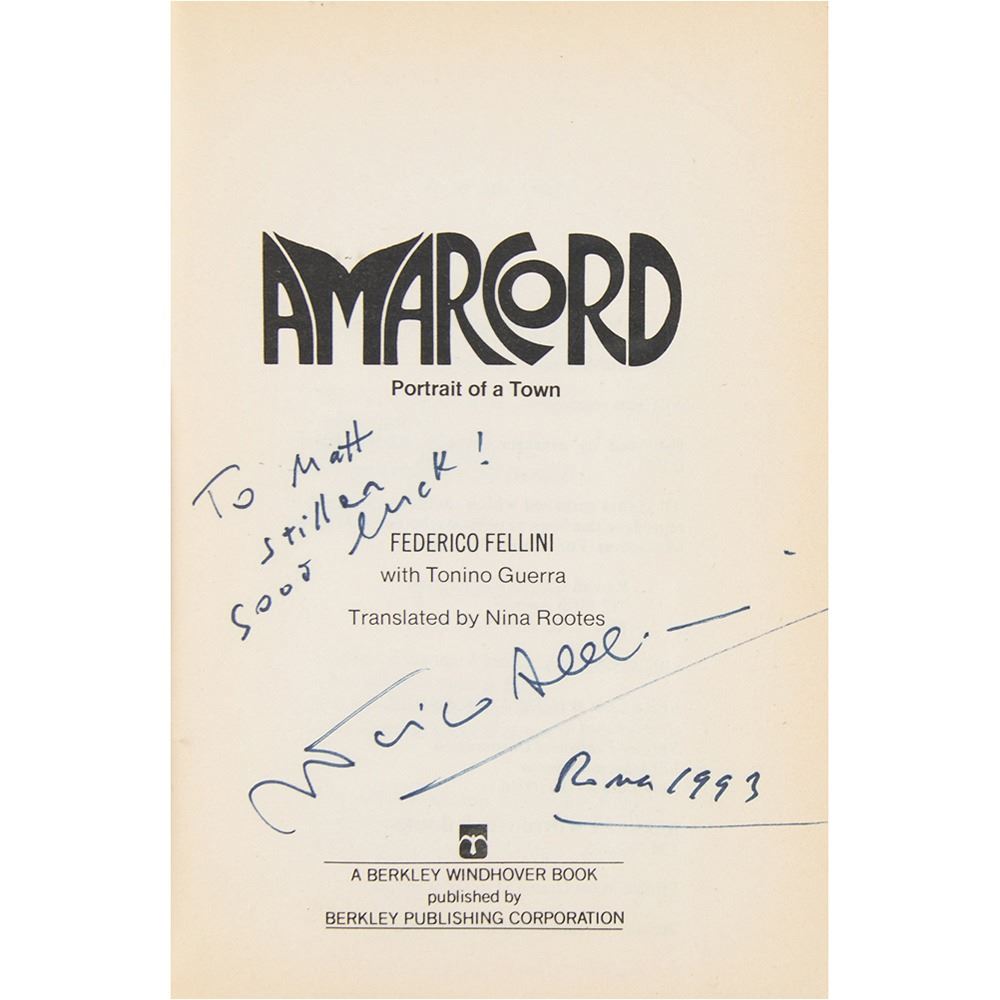 AMARCORD
Portrait of a Town
To Matt
stiller
good luck!
FEDERICO FELLINI
with Tonino Guerra
Translated by Nina Rootes
Roma 1993
A BERKLEY WINDHOVER BOOK
published by
BERKLEY PUBLISHING CORPORATION